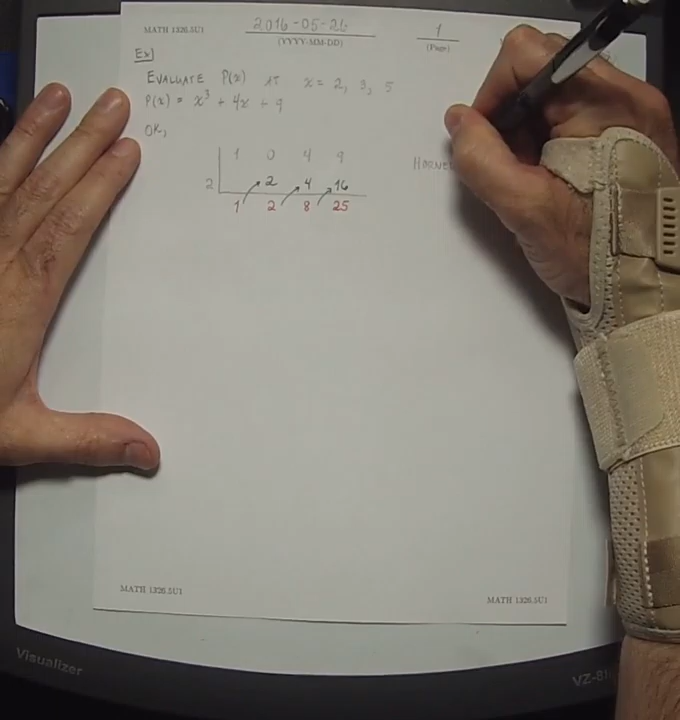 MATH 1326.5U1 2016-05-26 1
(YYYY-MM-DD) (Page)
Ex)
EVALUATE P(x) AT x = 2, 3, 5
P(x) = x³ + 4x + 9
OK,
1 0 4 9
HORNE
2 2 4 16
1 2 8 25
MATH 1326.5U1 MATH 1326.5U1
Visualizer